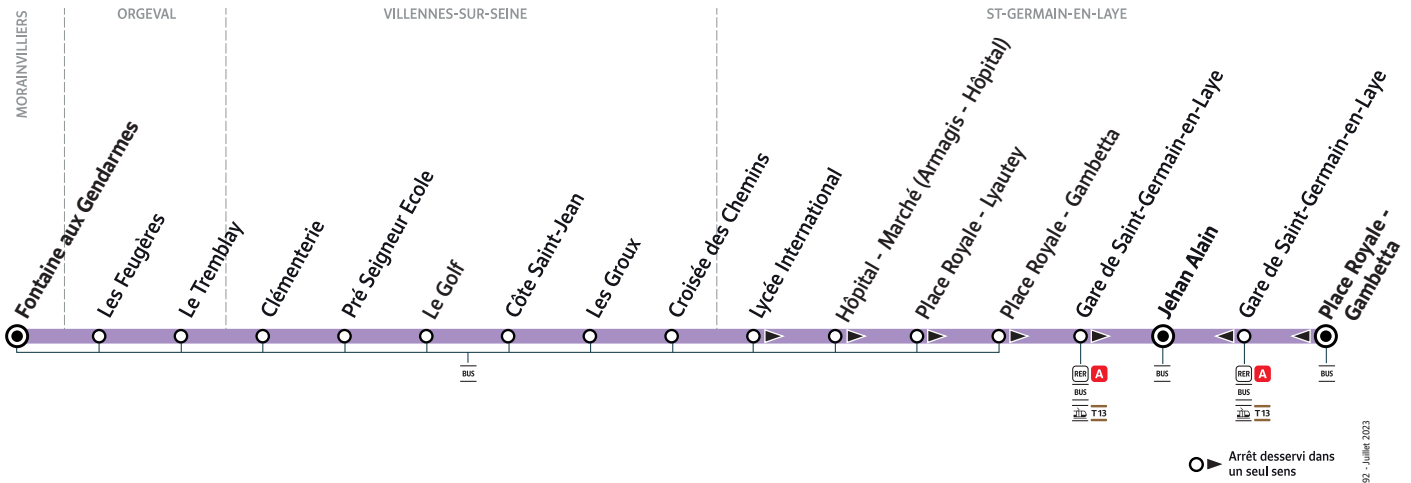 MORAINVILLIERS
ORGEVAL
VILLENNES-SUR-SEINE
ST-GERMAIN-EN-LAYE
Fontaine aux Gendarmes
Les Feugères
Le Tremblay
Clémenterie
Pré Seigneur Ecole
Le Golf
Côte Saint-Jean
Les Groux
Croisée des Chemins
Lycée International
Hôpital - Marché (Armagis - Hôpital)
Place Royale - Lyautey
Place Royale - Gambetta
Gare de Saint-Germain-en-Laye
Jehan Alain
Gare de Saint-Germain-en-Laye
Place Royale -
Gambetta
BUS
RER A
BUS
T13
BUS
RER A
BUS
T13
BUS
Arrêt desservi dans
un seul sens
92 - Juillet 2023